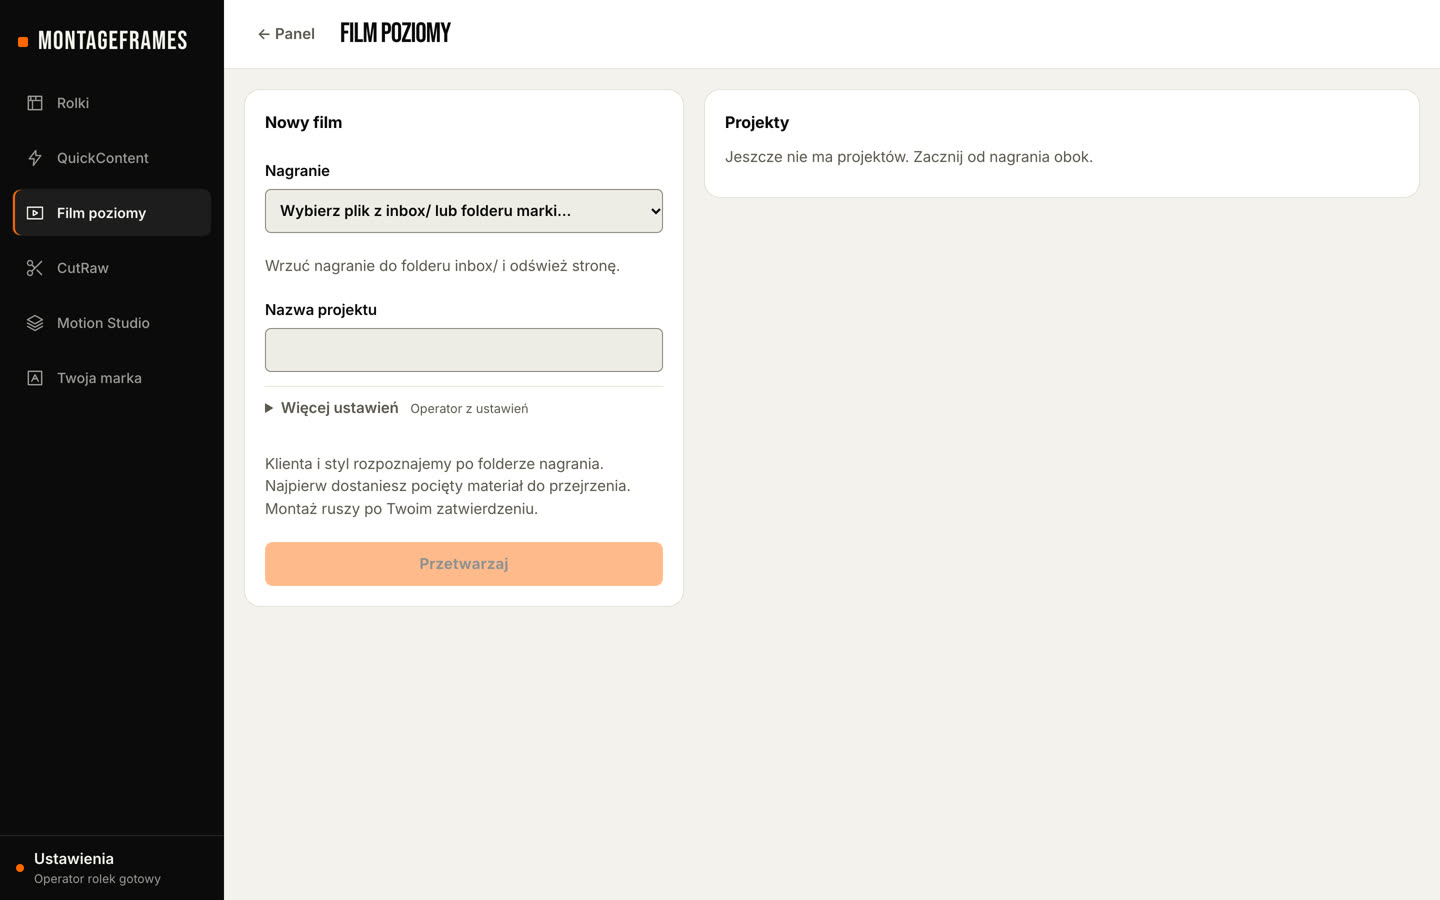 MONTAGEFRAMES
Rolki
QuickContent
Film poziomy
CutRaw
Motion Studio
Twoja marka
Ustawienia
Operator rolek gotowy
← Panel
FILM POZIOMY
Nowy film
Nagranie
Wybierz plik z inbox/ lub folderu marki...
Wrzuć nagranie do folderu inbox/ i odśwież stronę.
Nazwa projektu
Więcej ustawień Operator z ustawień
Klienta i styl rozpoznajemy po folderze nagrania.
Najpierw dostaniesz pocięty materiał do przejrzenia.
Montaż ruszy po Twoim zatwierdzeniu.
Przetwarzaj
Projekty
Jeszcze nie ma projektów. Zacznij od nagrania obok.